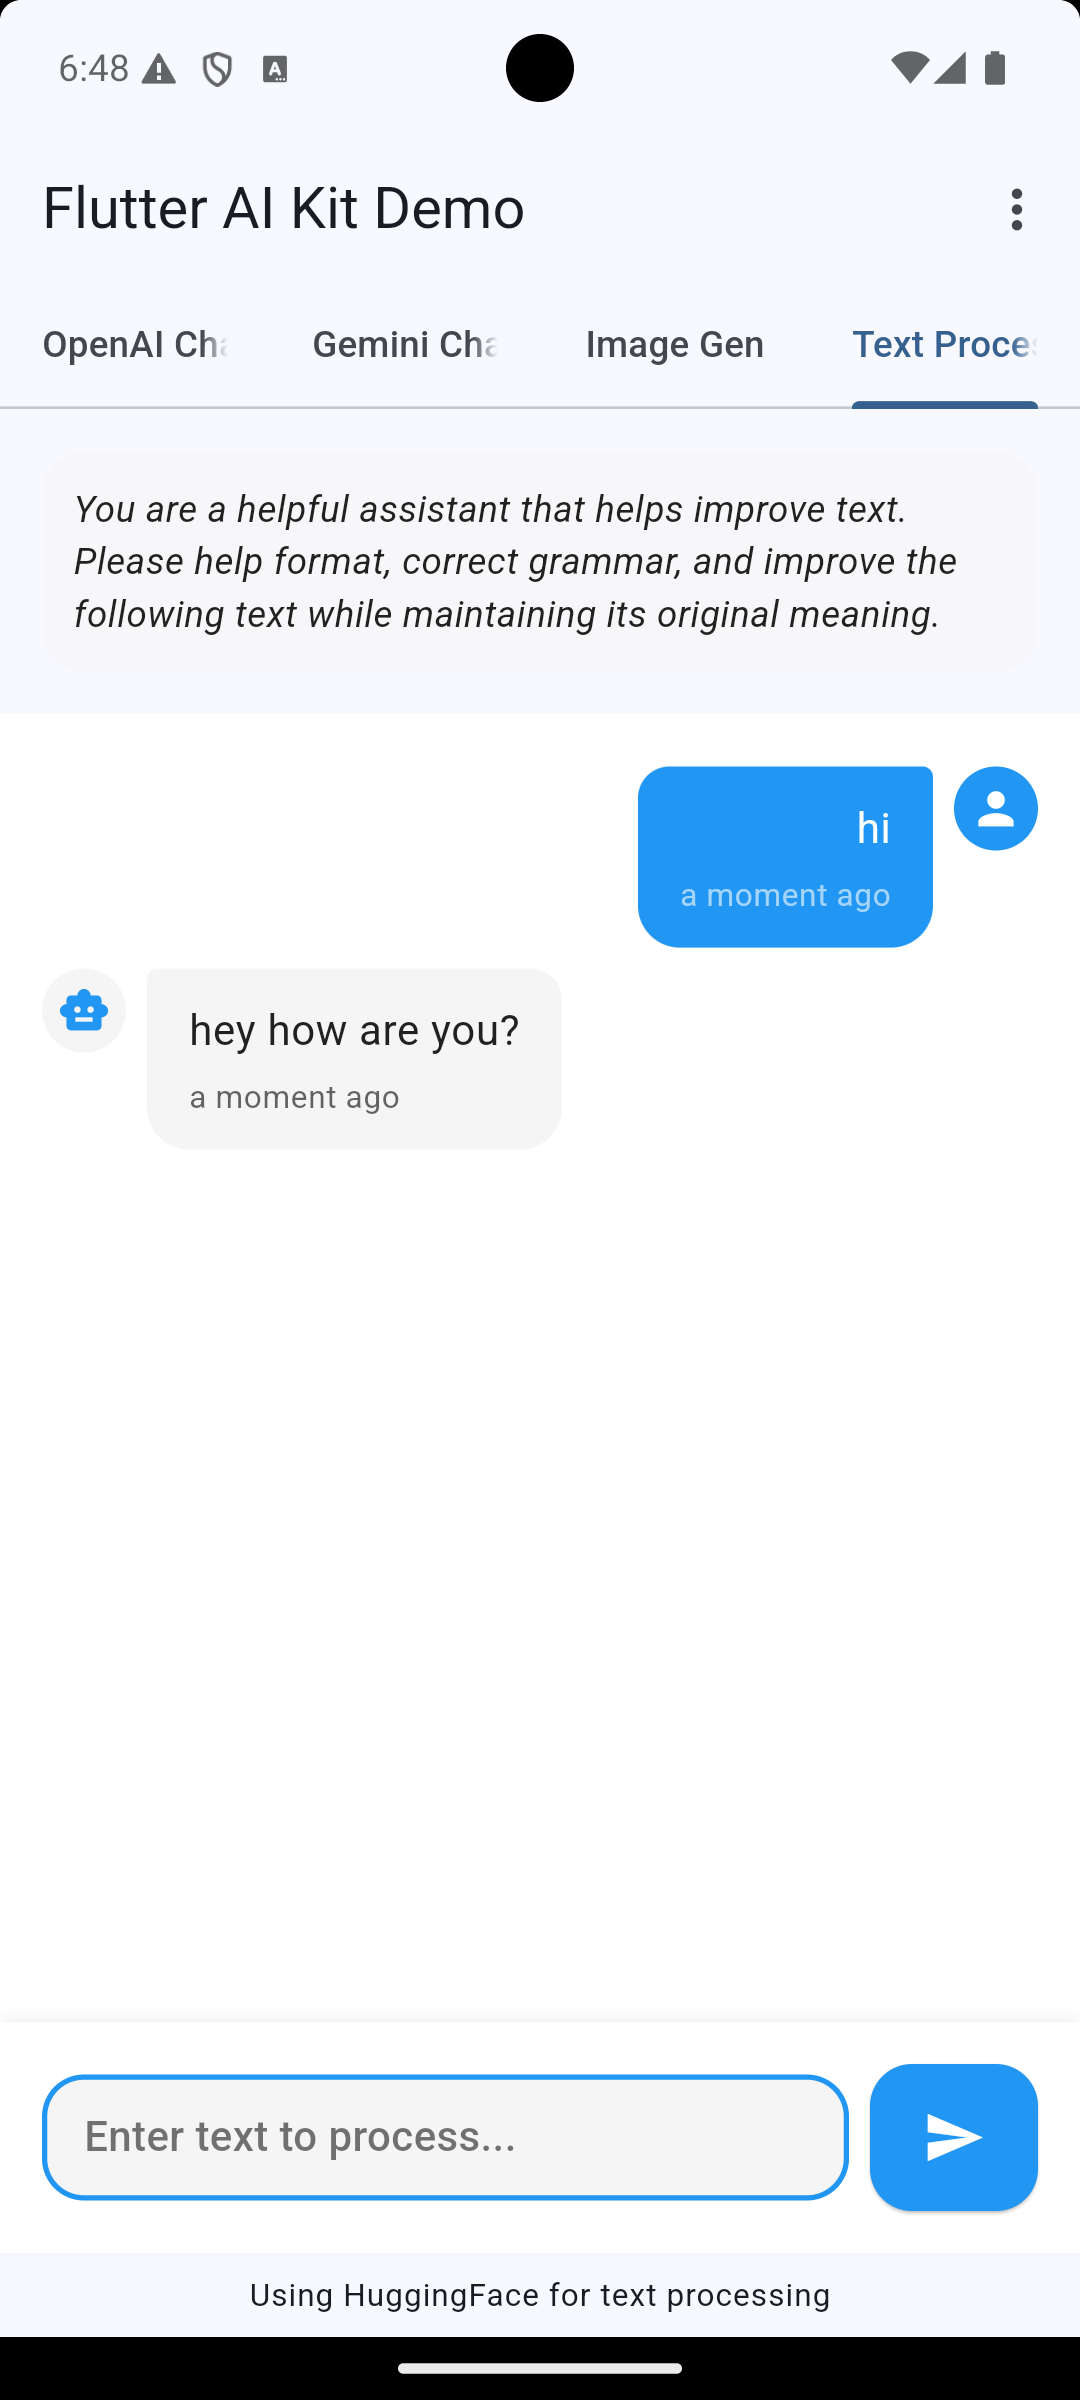 6:48
Flutter AI Kit Demo
OpenAI Cha
Gemini Cha
Image Gen
Text Proces
You are a helpful assistant that helps improve text.
Please help format, correct grammar, and improve the
following text while maintaining its original meaning.
hi
a moment ago
hey how are you?
a moment ago
Enter text to process...
Using HuggingFace for text processing